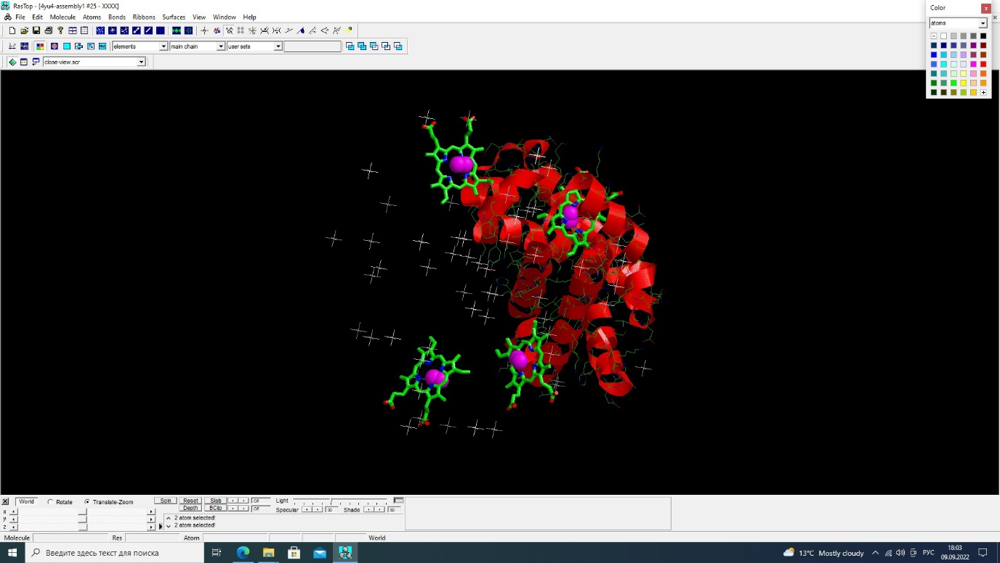 RasTop - [4yu4-assembly1 #25 - XXXX]
File Edit Molecule Atoms Bonds Ribbons Surfaces View Window Help
Color
atoms
elements main chain user sets
close-view.scr
World Rotate Translate-Zoom Spin Reset Slab or Light
Depth BClip or Specular 30 Shade 50
x
y
z
2 atom selected!
2 atom selected!
Molecule Res Atom World
Введите здесь текст для поиска
13°C Mostly cloudy РУС
18:03
09.09.2022